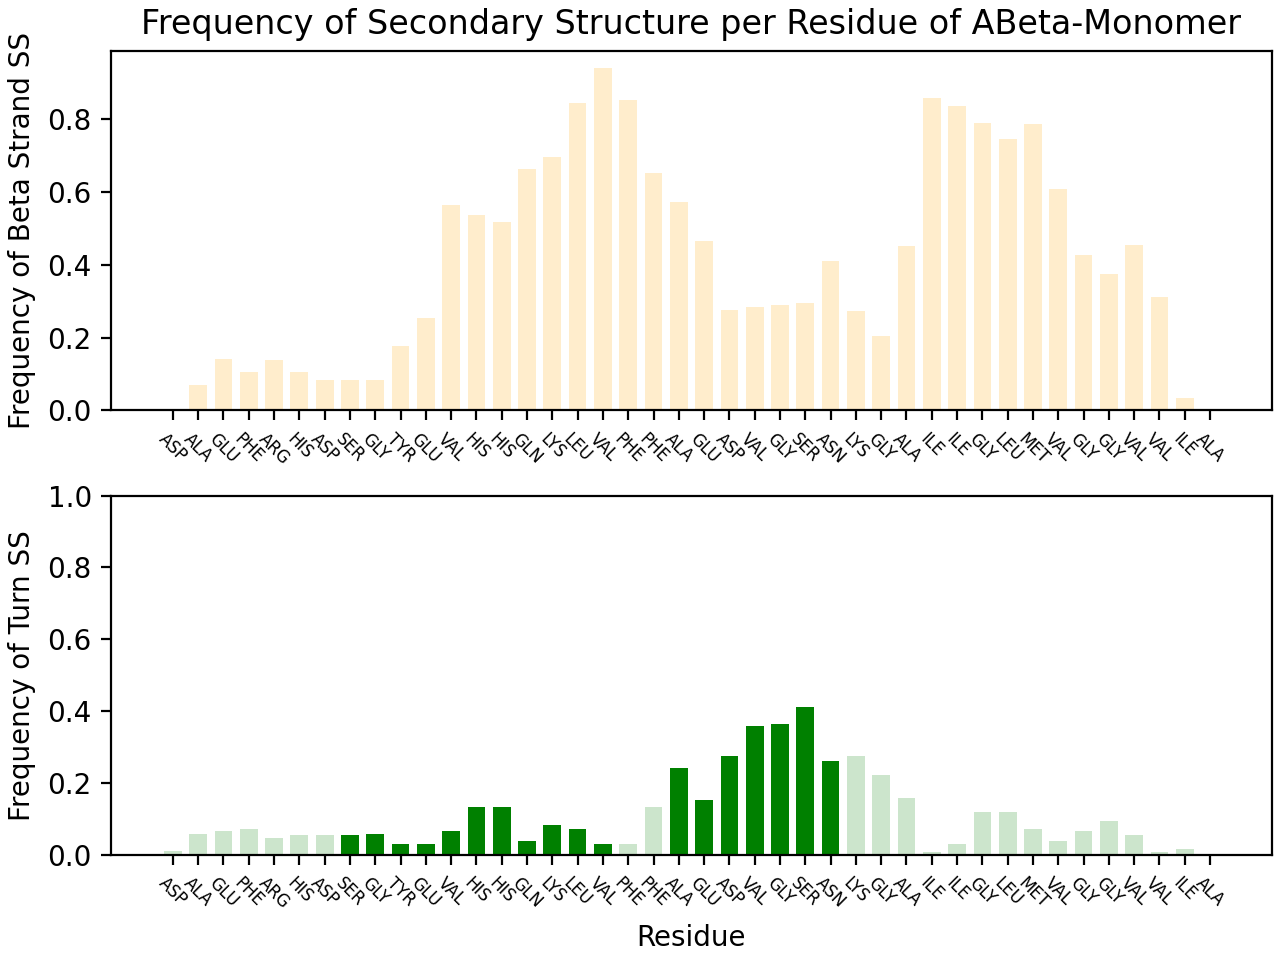 Frequency of Secondary Structure per Residue of ABeta-Monomer
Frequency of Beta Strand SS
0.8
0.6
0.4
0.2
0.0
ASP ALA GLU PHE ARG HIS ASP SER GLY TYR GLU VAL HIS HIS GLN LYS LEU VAL PHE PHE ALA GLU ASP VAL GLY SER ASN LYS GLY ALA ILE ILE GLY LEU MET VAL GLY GLY VAL VAL ILE ALA
Frequency of Turn SS
1.0
0.8
0.6
0.4
0.2
0.0
ASP ALA GLU PHE ARG HIS ASP SER GLY TYR GLU VAL HIS HIS GLN LYS LEU VAL PHE PHE ALA GLU ASP VAL GLY SER ASN LYS GLY ALA ILE ILE GLY LEU MET VAL GLY GLY VAL VAL ILE ALA
Residue